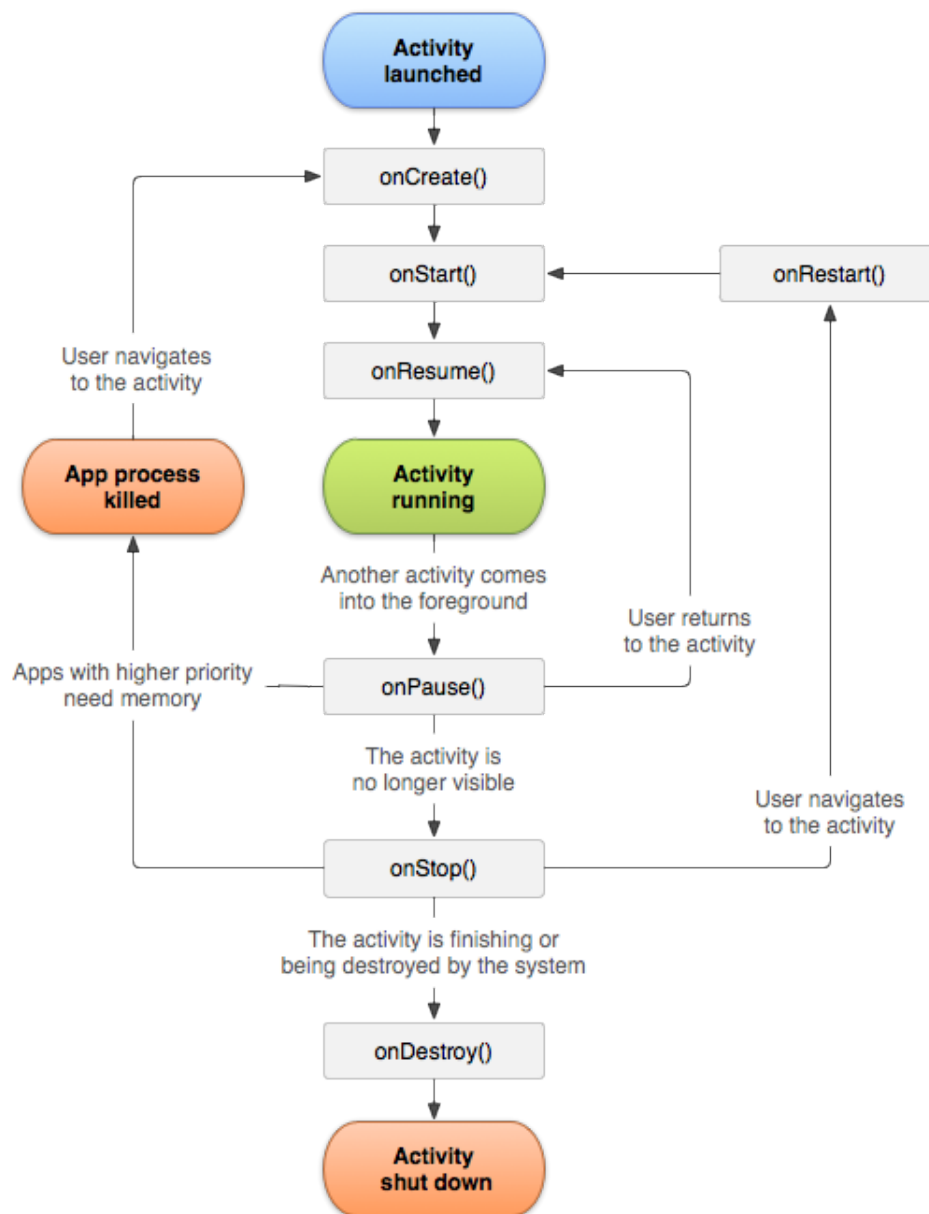 Activity
launched
onCreate()
onStart()
onRestart()
User navigates
to the activity
onResume()
App process
killed
Activity
running
Another activity comes
into the foreground
User returns
to the activity
Apps with higher priority
need memory
onPause()
The activity is
no longer visible
User navigates
to the activity
onStop()
The activity is finishing or
being destroyed by the system
onDestroy()
Activity
shut down